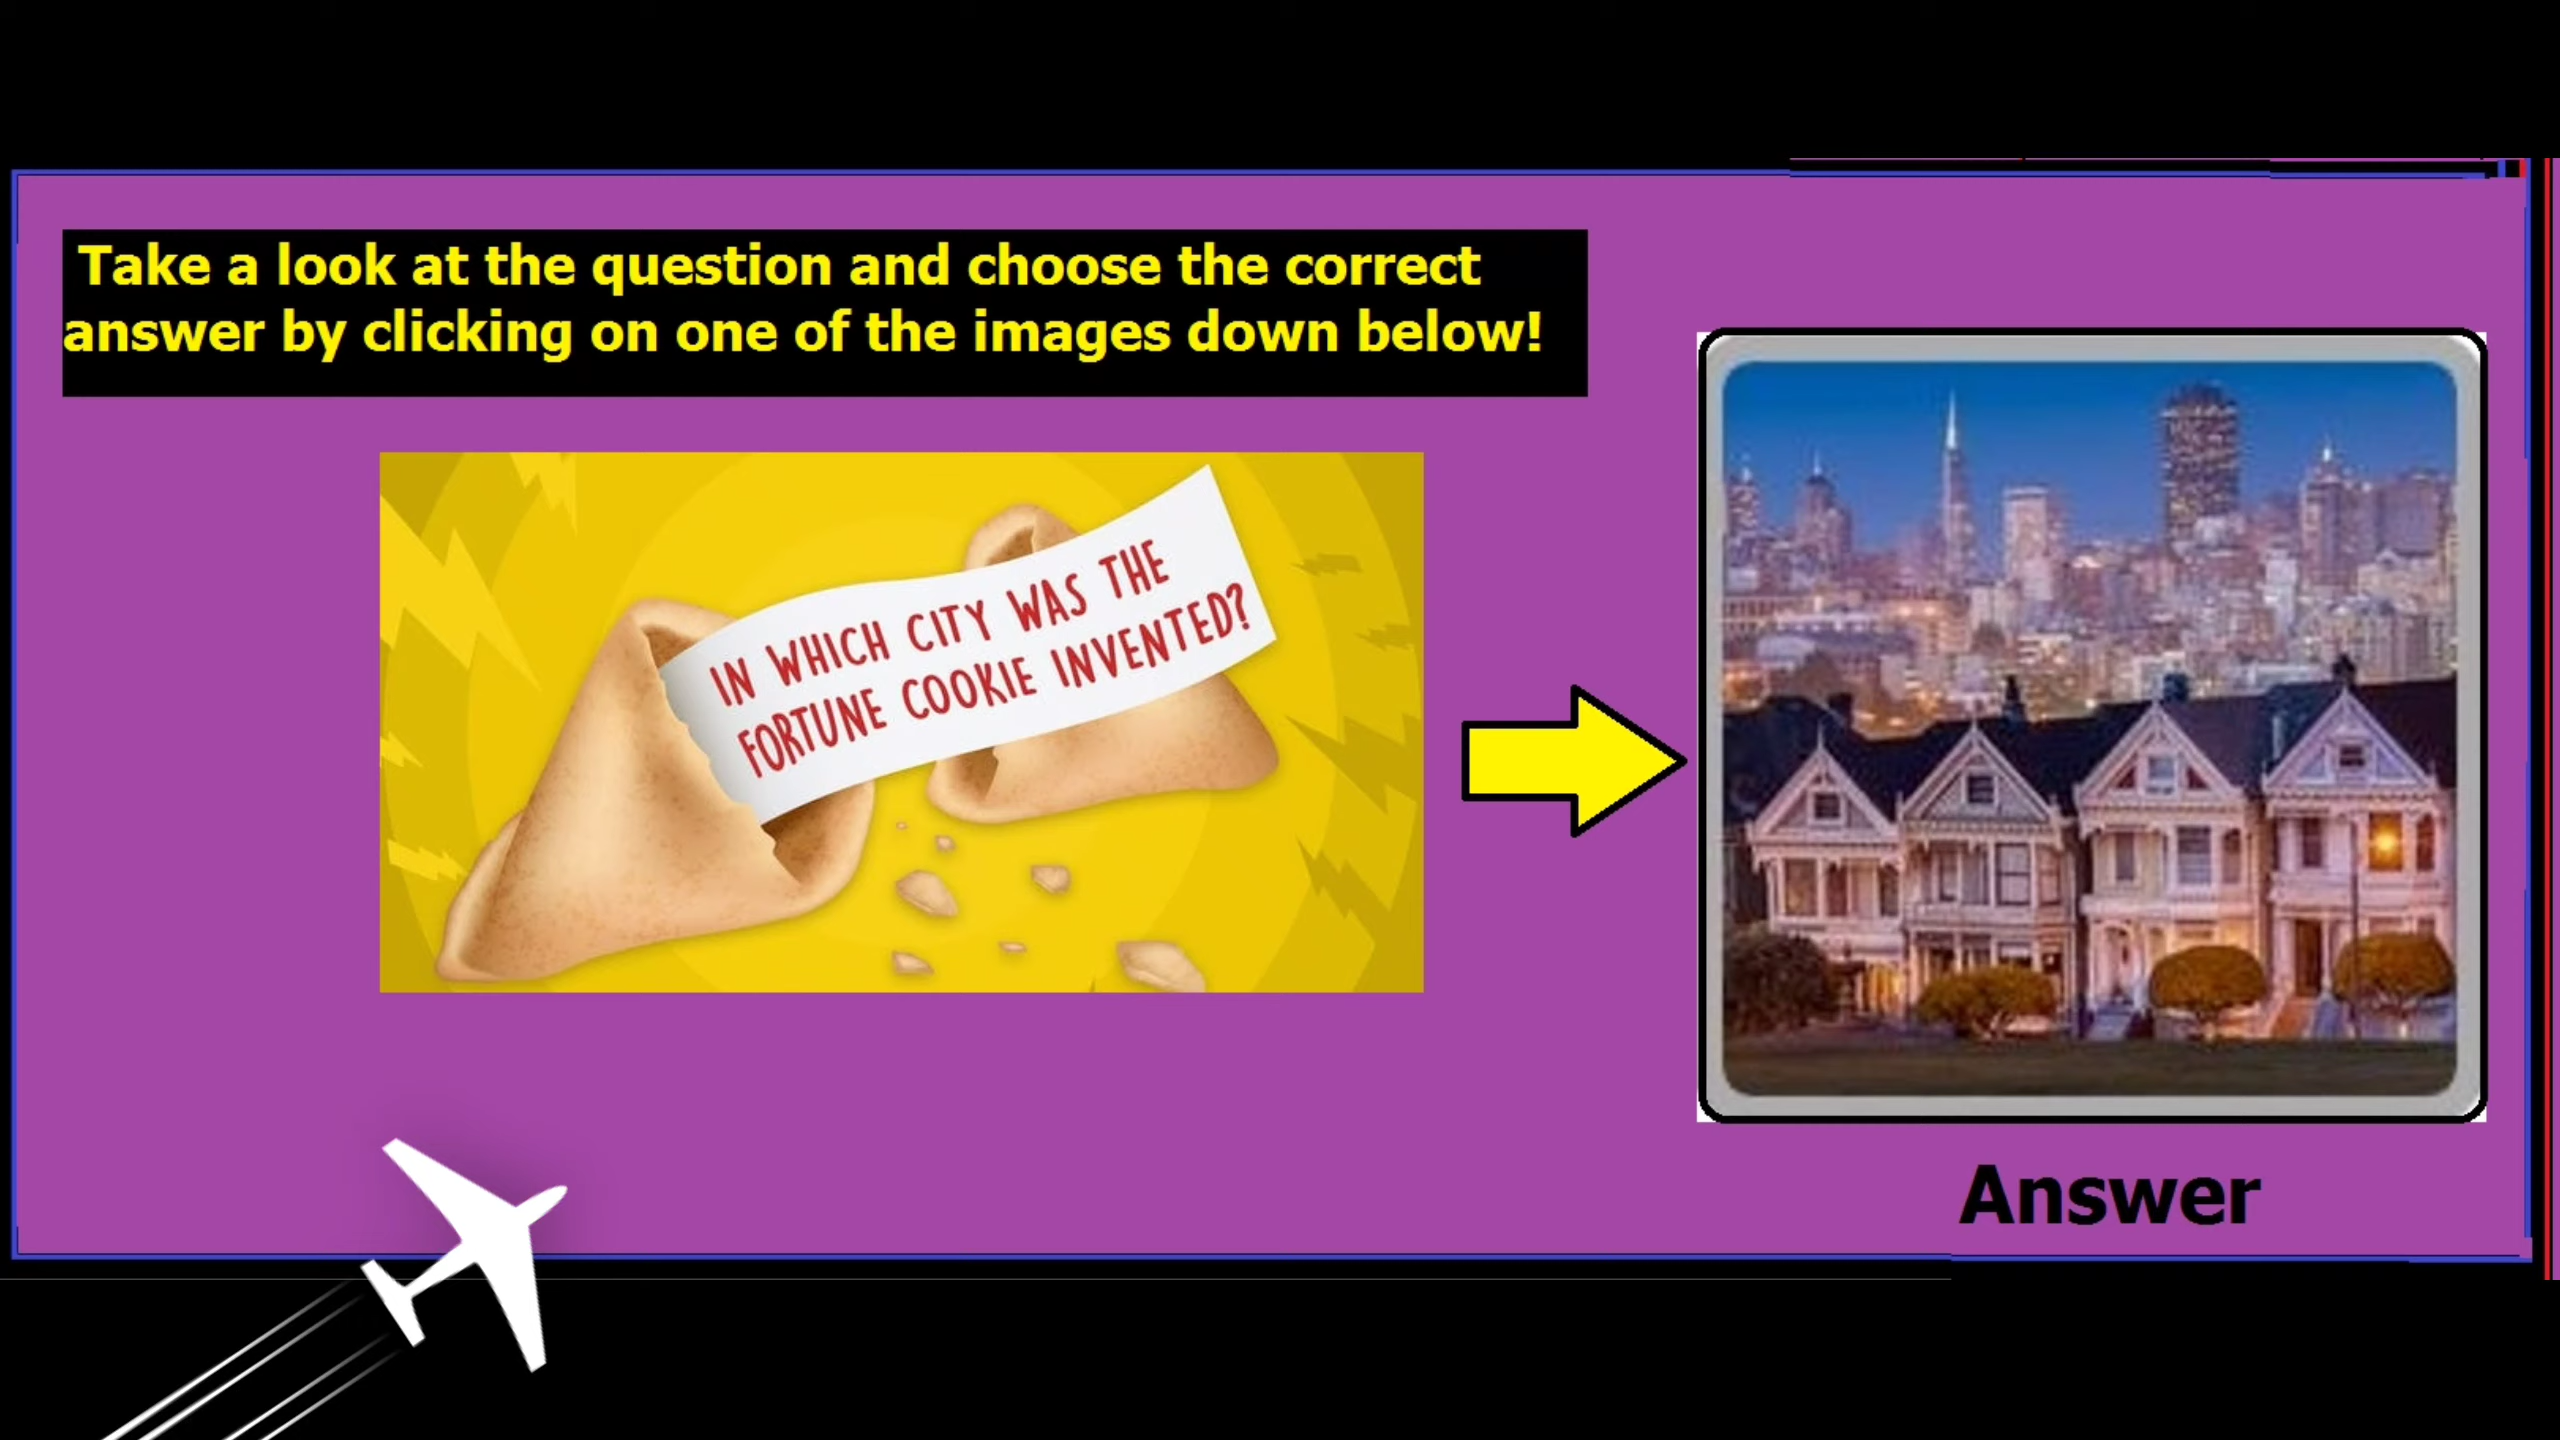 Take a look at the question and choose the correct
answer by clicking on one of the images down below!
IN WHICH CITY WAS THE
FORTUNE COOKIE INVENTED?
Answer